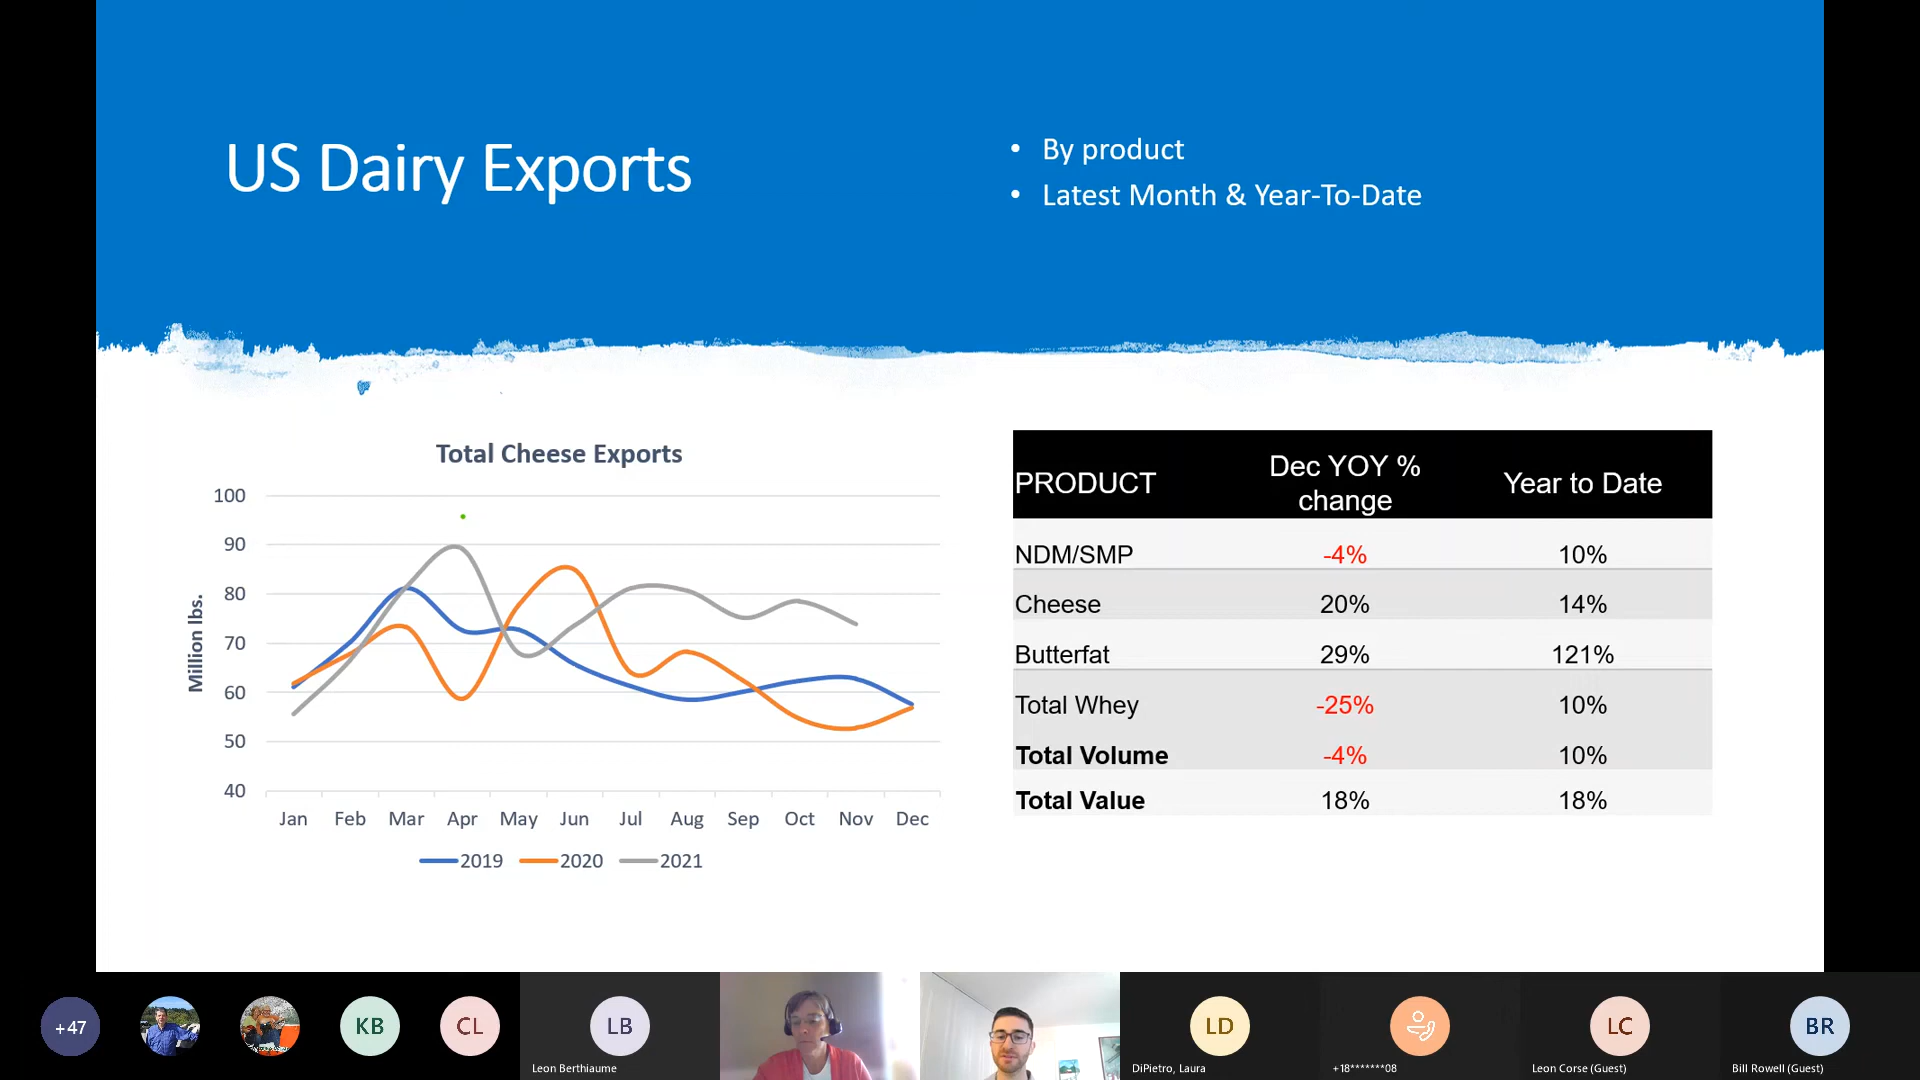 US Dairy Exports
• By product
• Latest Month & Year-To-Date
Total Cheese Exports
100
90
80
70
60
50
40
Million lbs.
Jan Feb Mar Apr May Jun Jul Aug Sep Oct Nov Dec
2019 2020 2021
PRODUCT Dec YOY % change Year to Date
NDM/SMP -4% 10%
Cheese 20% 14%
Butterfat 29% 121%
Total Whey -25% 10%
Total Volume -4% 10%
Total Value 18% 18%
+47 KB CL LB LD LC BR
Leon Berthiaume DiPietro, Laura +18*******08 Leon Corse (Guest) Bill Rowell (Guest)